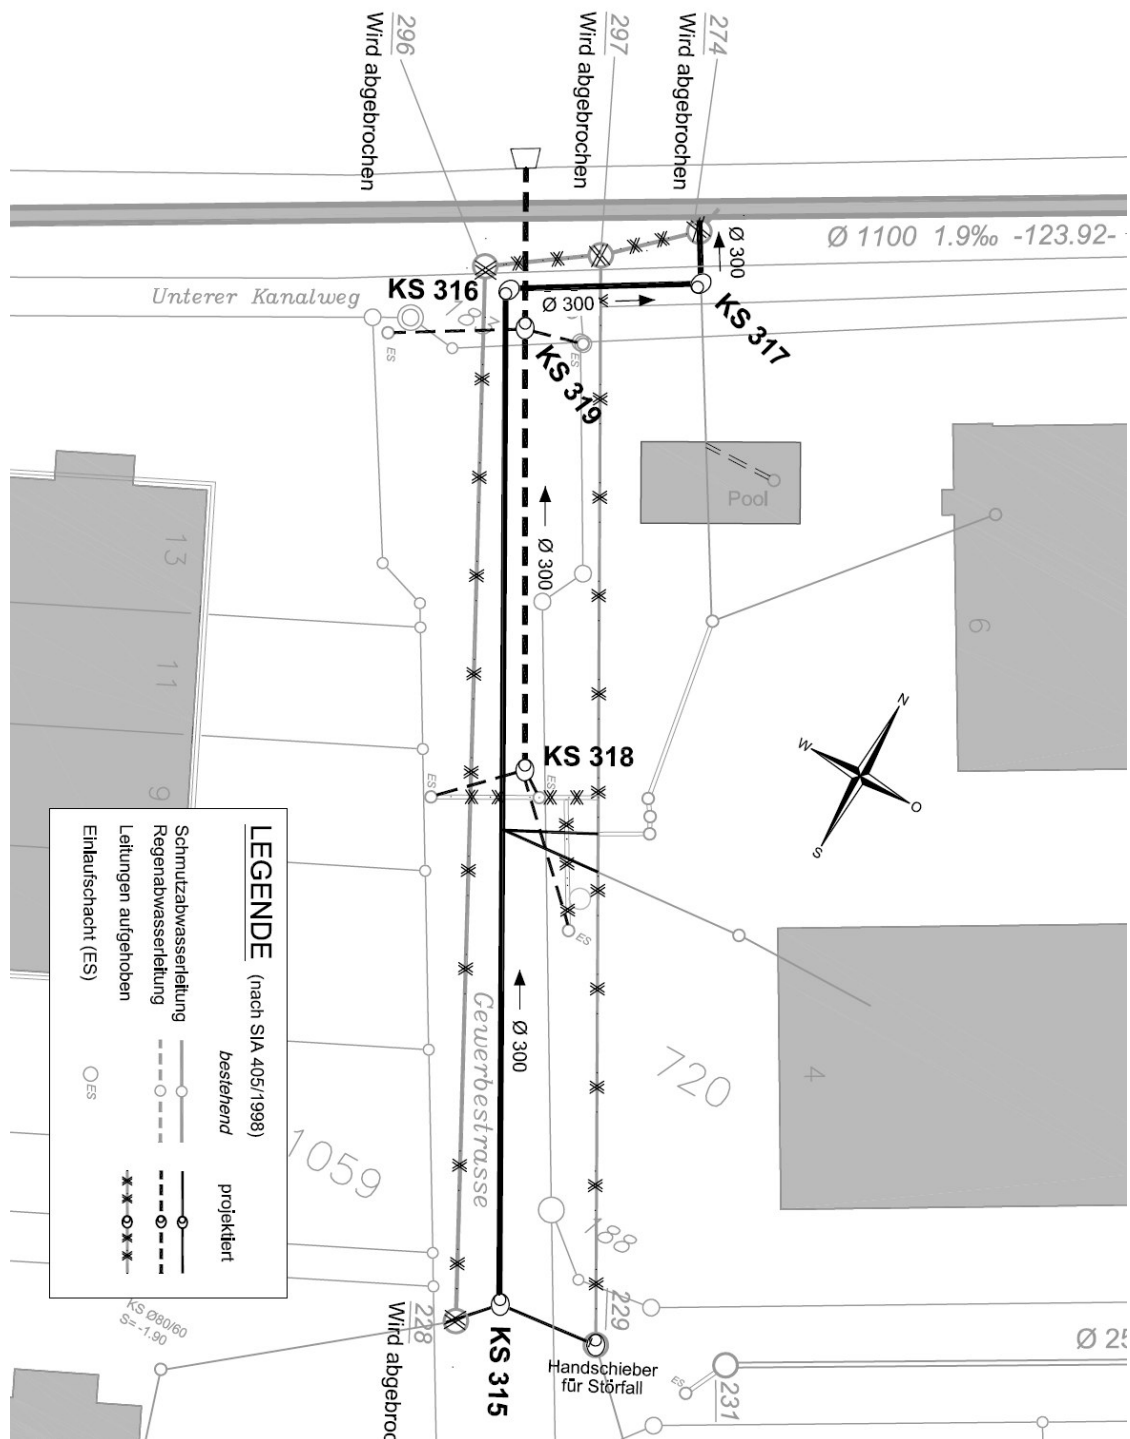 296
Wird abgebrochen
297
Wird abgebrochen
274
Wird abgebrochen
Ø 1100 1.9‰ -123.92-
Ø 300
Unterer Kanalweg
KS 316
Ø 300
KS 317
ES
ES
KS 319
Pool
13
Ø 300
6
11
N
W
O
S
KS 318
ES
ES
9
ES
LEGENDE (nach SIA 405/1998)
bestehend
projektiert
Schmutzabwasserleitung
Regenabwasserleitung
Leitungen aufgehoben
Einlaufschacht (ES)
ES
Gewerbestrasse
Ø 300
720
4
1059
188
KS Ø80/60
S= -1.90
228
Wird abgebroc
KS 315
229
Handschieber
für Störfall
ES
231
Ø 25